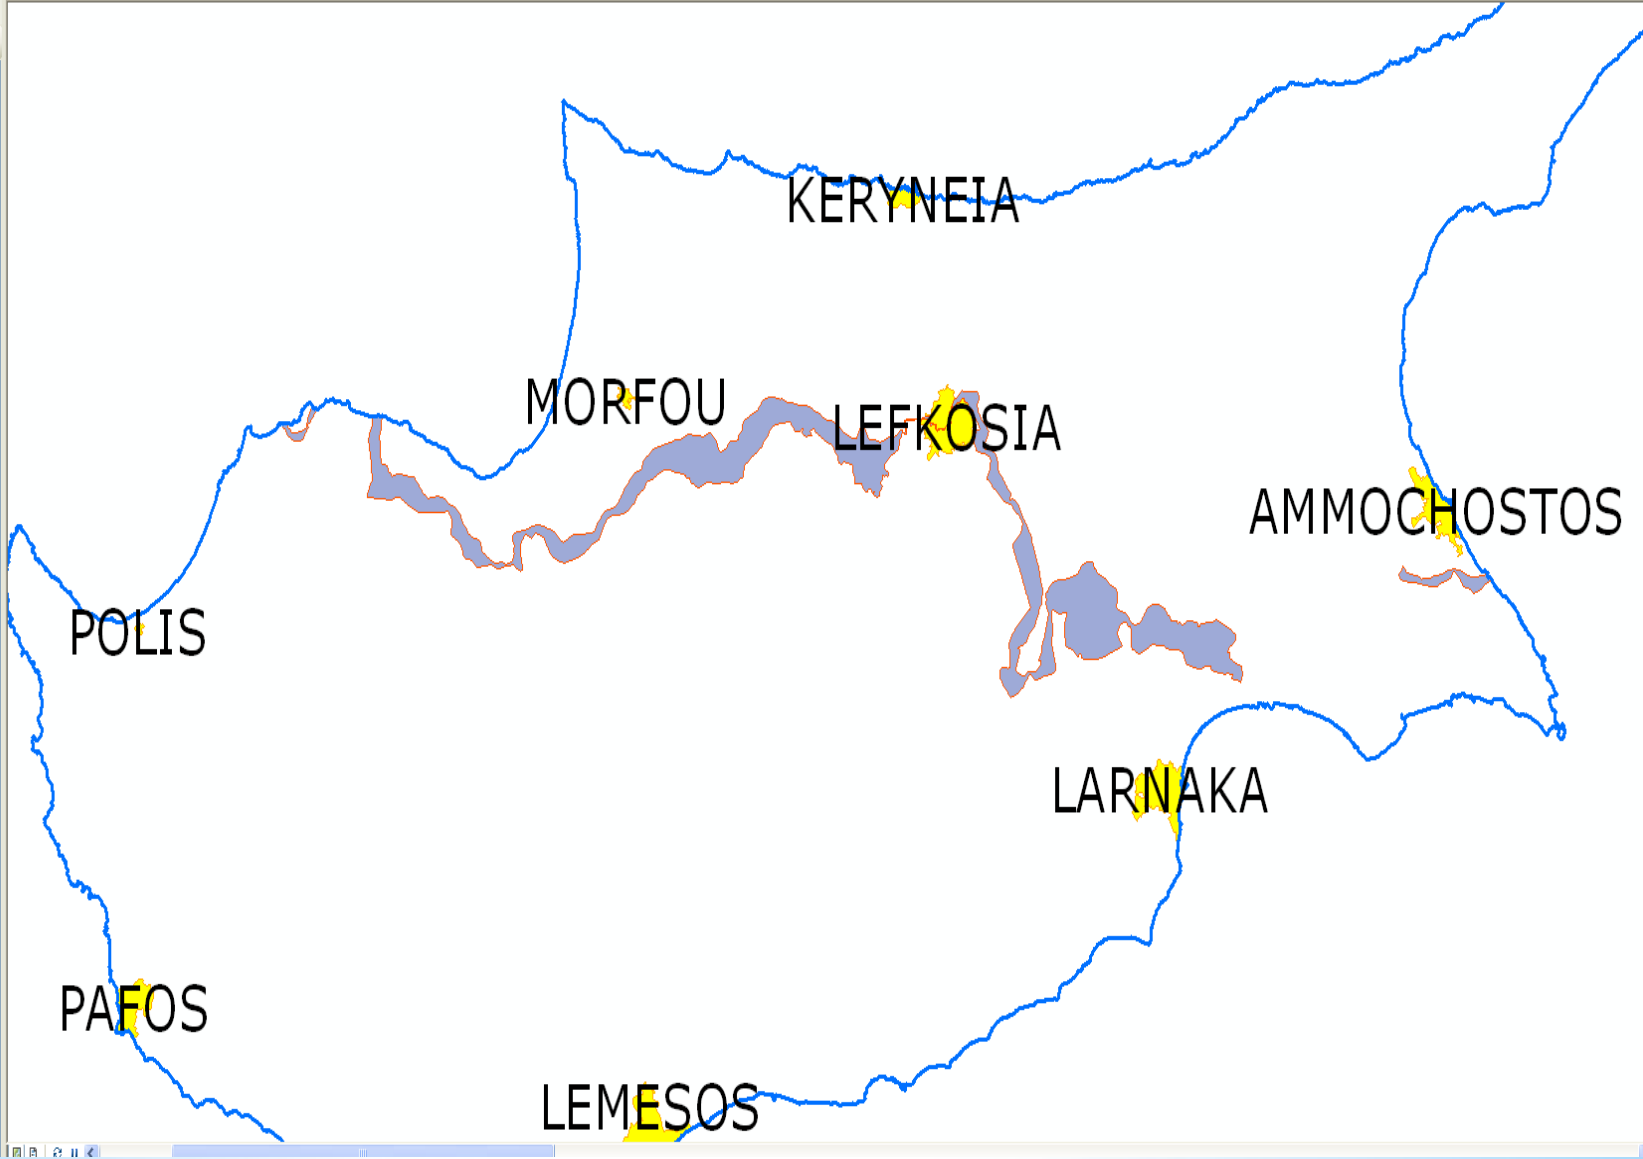 KERYNEIA
MORFOU
LEFKOSIA
AMMOCHOSTOS
POLIS
LARNAKA
PAFOS
LEMESOS